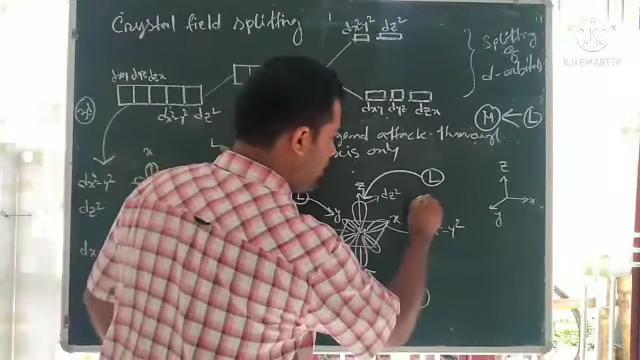 Crystal field splitting
dx²-y² dz²
splitting
of
d-orbitals
KINEMASTER
dxy dyz dzx
dx²-y² dz²
dxy dyz dzx
M L
attack through
axis only
x
L
z
dz²
L
y
x
-y²
dx²-y²
dz²
z
x
y